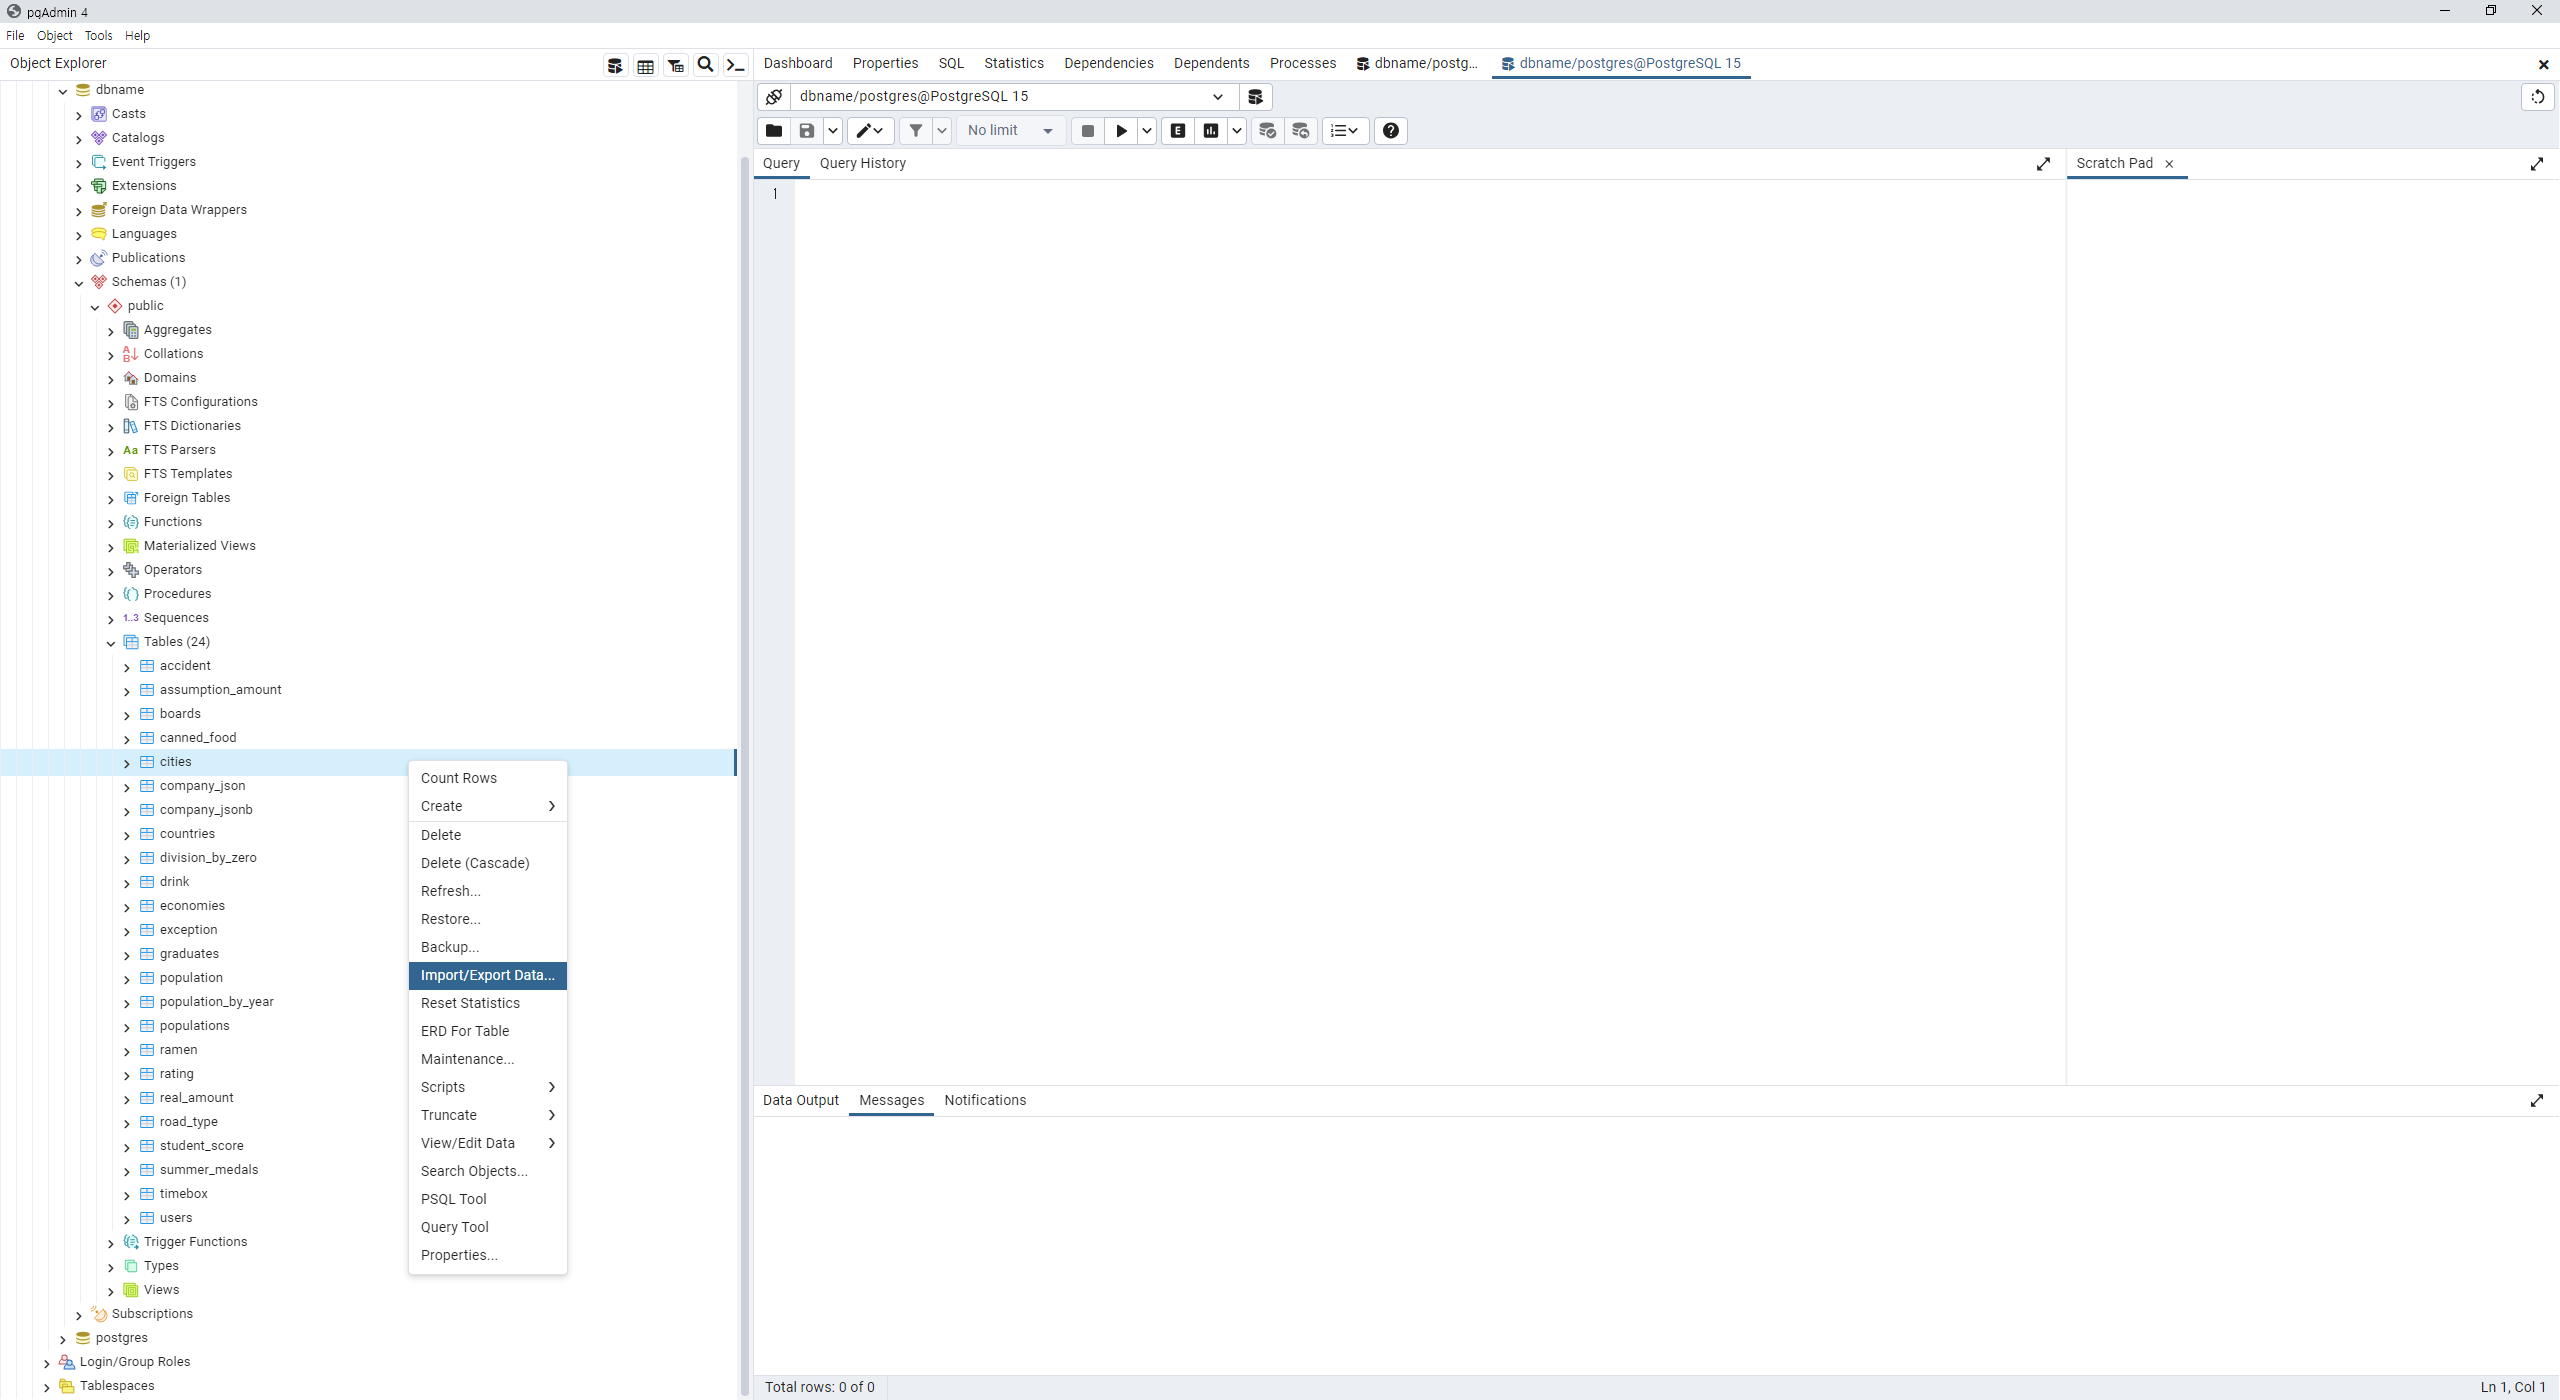 pgAdmin 4
File Object Tools Help
Object Explorer
dbname
Casts
Catalogs
Event Triggers
Extensions
Foreign Data Wrappers
Languages
Publications
Schemas (1)
public
Aggregates
Collations
Domains
FTS Configurations
FTS Dictionaries
Aa FTS Parsers
FTS Templates
Foreign Tables
Functions
Materialized Views
Operators
Procedures
1..3 Sequences
Tables (24)
accident
assumption_amount
boards
canned_food
cities
company_json
company_jsonb
countries
division_by_zero
drink
economies
exception
graduates
population
population_by_year
populations
ramen
rating
real_amount
road_type
student_score
summer_medals
timebox
users
Trigger Functions
Types
Views
Subscriptions
postgres
Login/Group Roles
Tablespaces
Count Rows
Create
Delete
Delete (Cascade)
Refresh...
Restore...
Backup...
Import/Export Data...
Reset Statistics
ERD For Table
Maintenance...
Scripts
Truncate
View/Edit Data
Search Objects...
PSQL Tool
Query Tool
Properties...
Dashboard Properties SQL Statistics Dependencies Dependents Processes dbname/postg... dbname/postgres@PostgreSQL 15
dbname/postgres@PostgreSQL 15
No limit E
Query Query History
Scratch Pad
1
Data Output Messages Notifications
Total rows: 0 of 0
Ln 1, Col 1